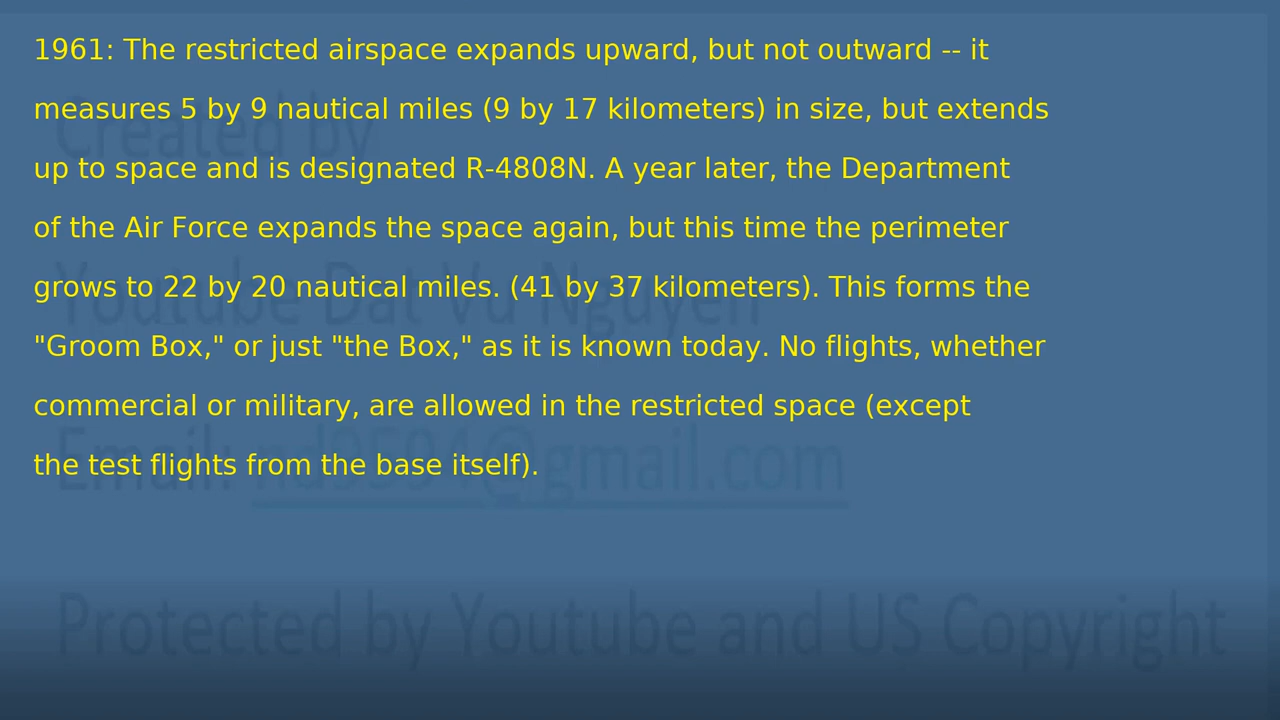 1961: The restricted airspace expands upward, but not outward -- it
measures 5 by 9 nautical miles (9 by 17 kilometers) in size, but extends
up to space and is designated R-4808N. A year later, the Department
of the Air Force expands the space again, but this time the perimeter
grows to 22 by 20 nautical miles. (41 by 37 kilometers). This forms the
"Groom Box," or just "the Box," as it is known today. No flights, whether
commercial or military, are allowed in the restricted space (except
the test flights from the base itself).
Created by
Youtube Dat Vu Nguyen
Email: nd9594@gmail.com
Protected by Youtube and US Copyright